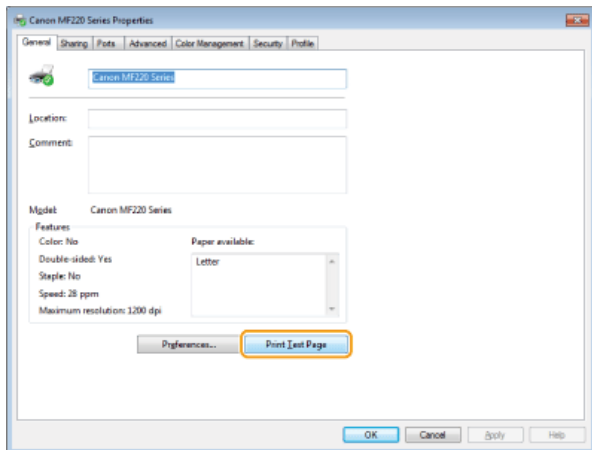 Canon MF220 Series Properties
General Sharing Ports Advanced Color Management Security Profile
Canon MF220 Series
Location:
Comment:
Model: Canon MF220 Series
Features
Color: No Paper available:
Double-sided: Yes Letter
Staple: No
Speed: 28 ppm
Maximum resolution: 1200 dpi
Preferences... Print Test Page
OK Cancel Apply Help